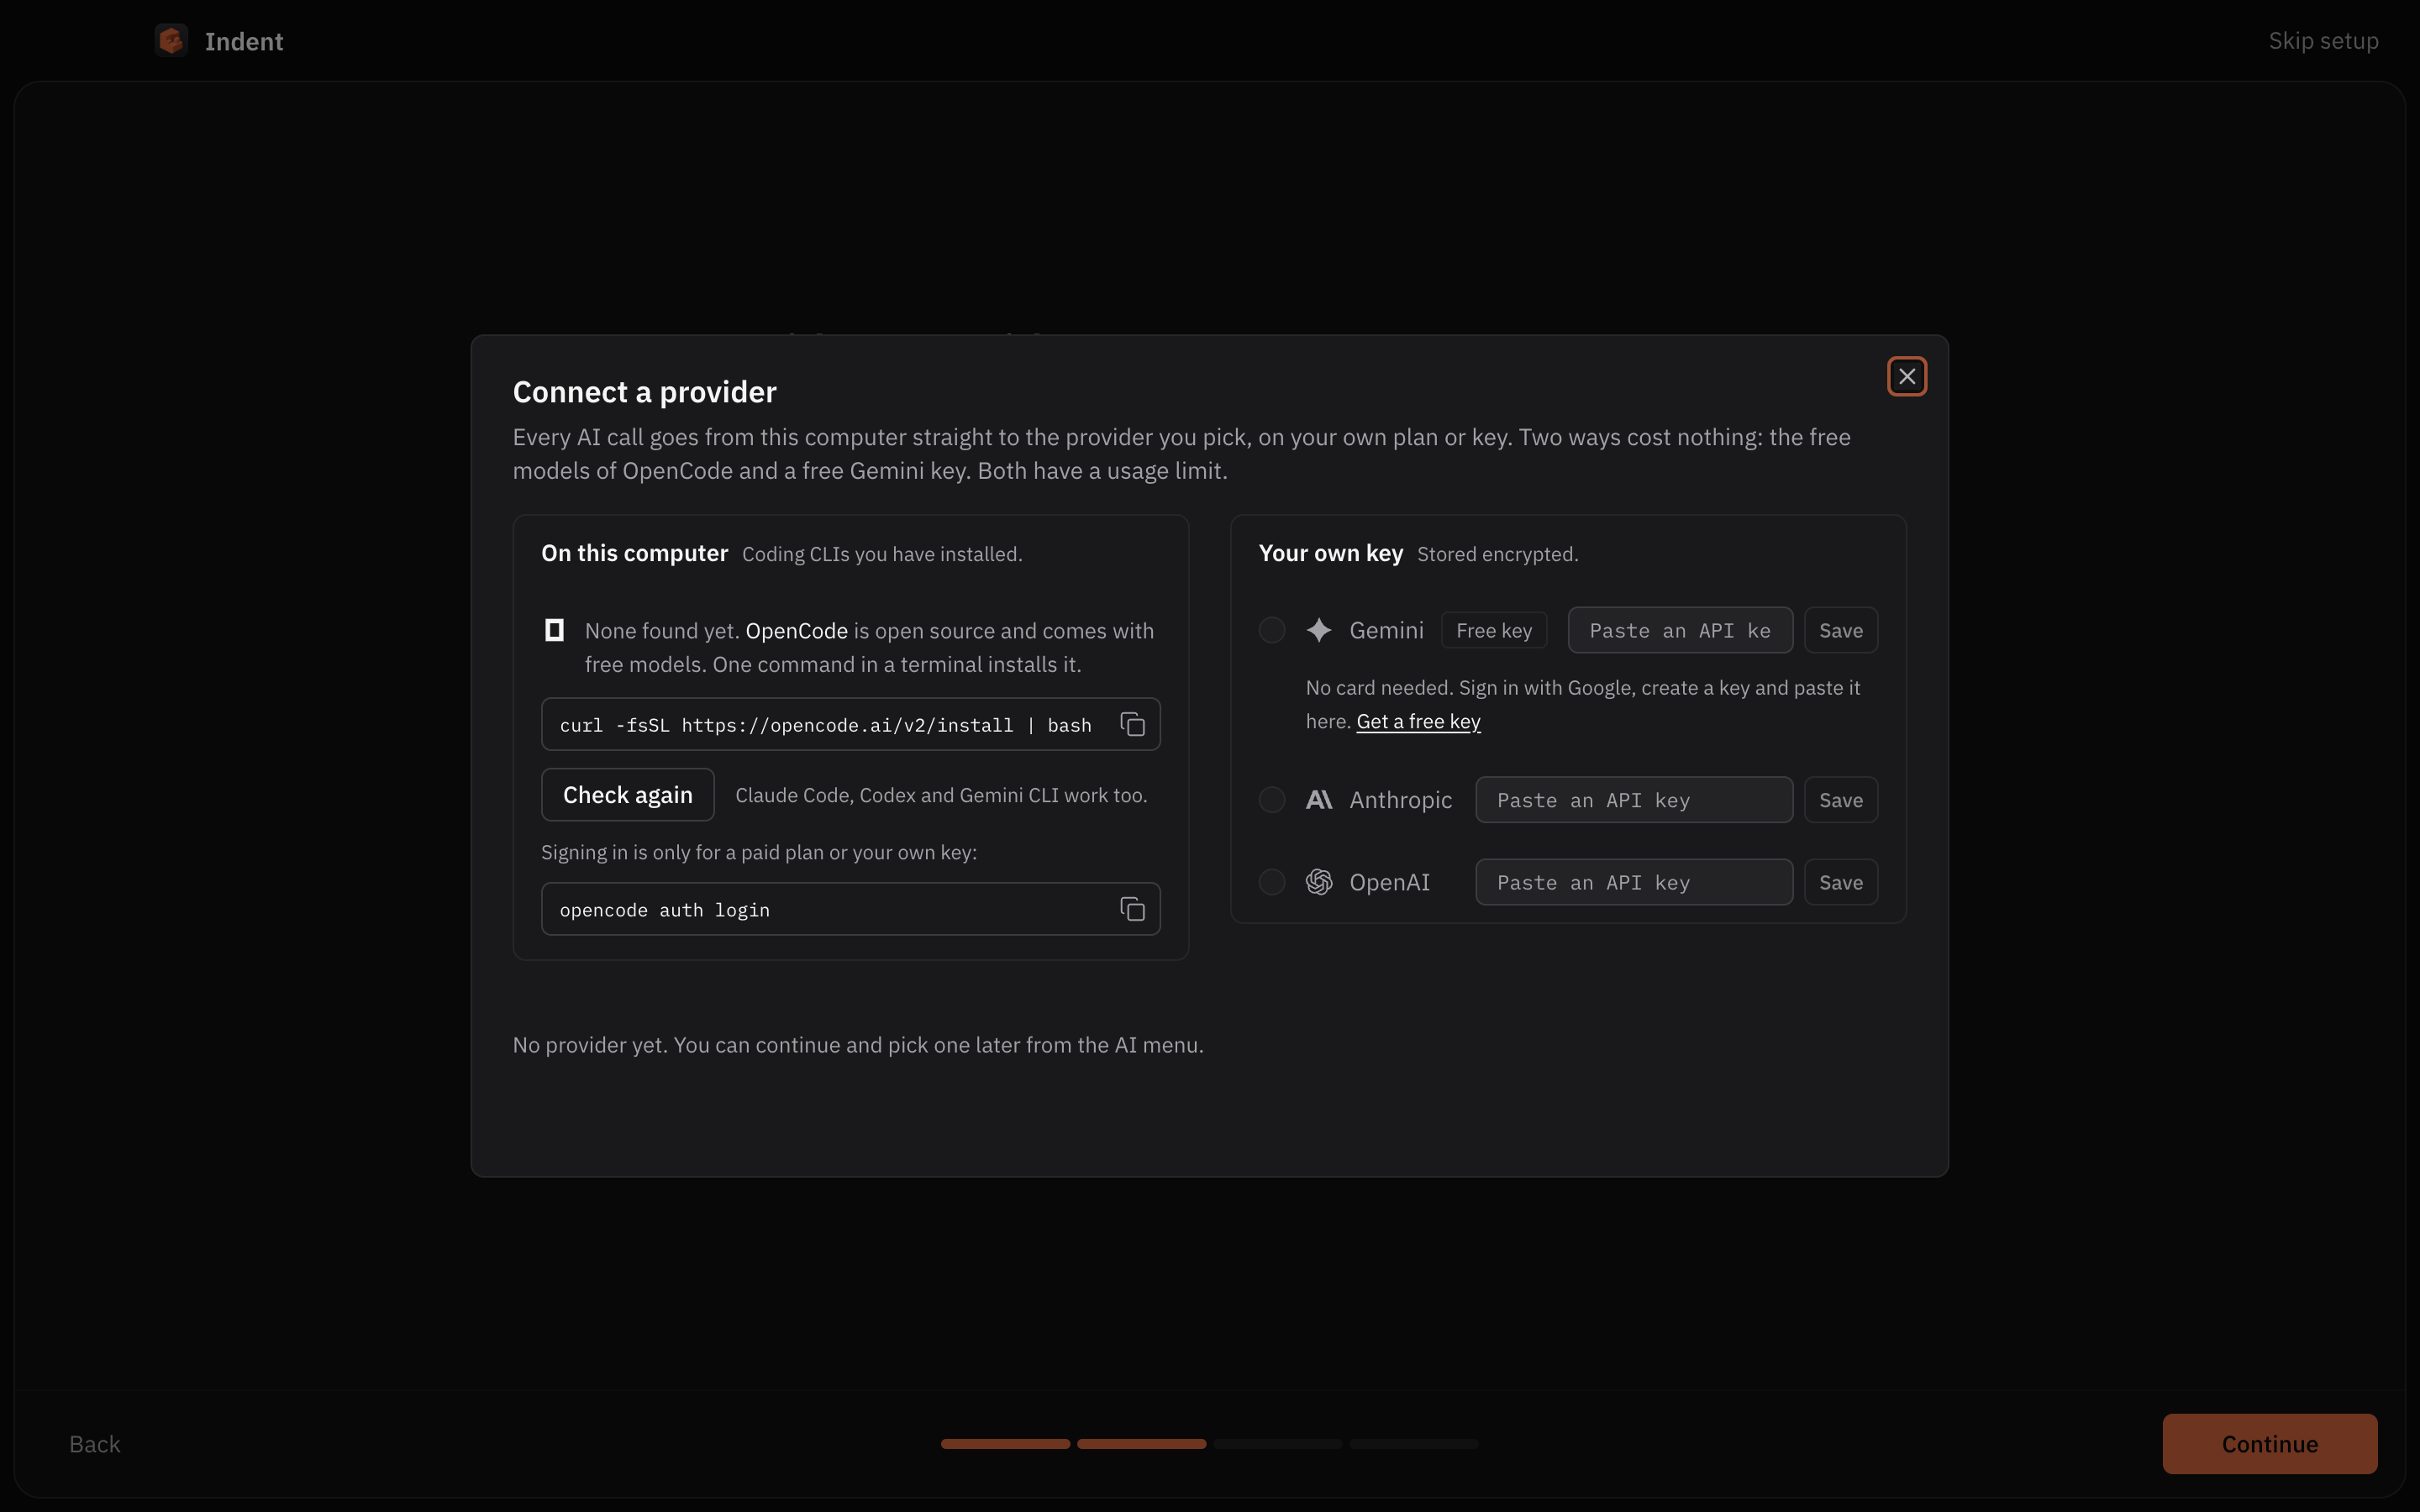 Indent
Skip setup
Connect a provider
Every AI call goes from this computer straight to the provider you pick, on your own plan or key. Two ways cost nothing: the free
models of OpenCode and a free Gemini key. Both have a usage limit.
On this computer Coding CLIs you have installed.
None found yet. OpenCode is open source and comes with
free models. One command in a terminal installs it.
curl -fsSL https://opencode.ai/v2/install | bash
Check again Claude Code, Codex and Gemini CLI work too.
Signing in is only for a paid plan or your own key:
opencode auth login
Your own key Stored encrypted.
Gemini Free key Paste an API ke Save
No card needed. Sign in with Google, create a key and paste it
here. Get a free key
Anthropic Paste an API key Save
OpenAI Paste an API key Save
No provider yet. You can continue and pick one later from the AI menu.
Back
Continue